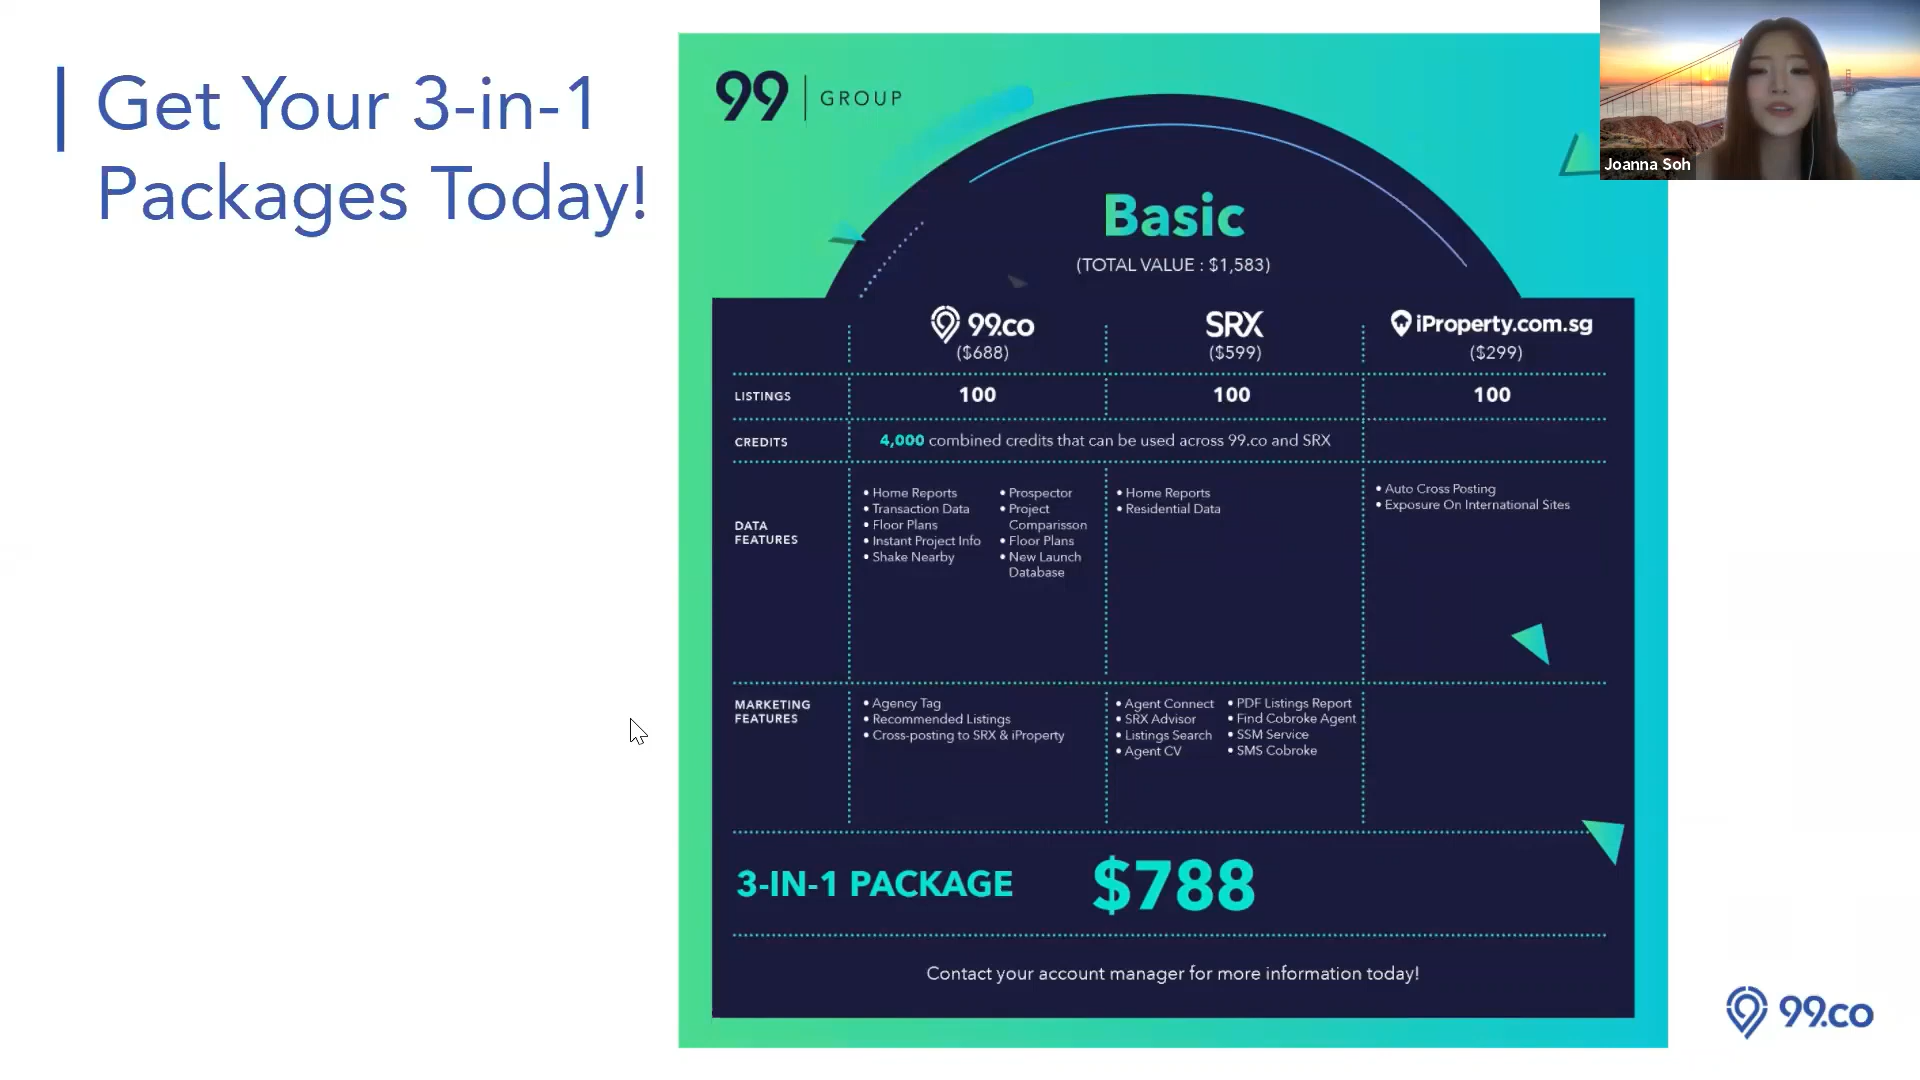 Get Your 3-in-1
Packages Today!
99 GROUP
Joanna Soh
Basic
(TOTAL VALUE : $1,583)
99.co
($688)
SRX
($599)
iProperty.com.sg
($299)
LISTINGS
100
100
100
CREDITS
4,000 combined credits that can be used across 99.co and SRX
DATA
FEATURES
• Home Reports
• Transaction Data
• Floor Plans
• Instant Project Info
• Shake Nearby
• Prospector
• Project
Comparisson
• Floor Plans
• New Launch
Database
• Home Reports
• Residential Data
• Auto Cross Posting
• Exposure On International Sites
MARKETING
FEATURES
• Agency Tag
• Recommended Listings
• Cross-posting to SRX & iProperty
• Agent Connect
• SRX Advisor
• Listings Search
• Agent CV
• PDF Listings Report
• Find Cobroke Agent
• SSM Service
• SMS Cobroke
3-IN-1 PACKAGE $788
Contact your account manager for more information today!
99.co